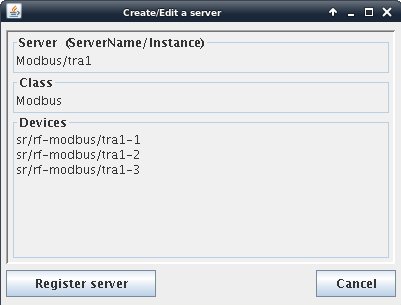 Create/Edit a server
Server (ServerName/Instance)
Modbus/tra1
Class
Modbus
Devices
sr/rf-modbus/tra1-1
sr/rf-modbus/tra1-2
sr/rf-modbus/tra1-3
Register server
Cancel